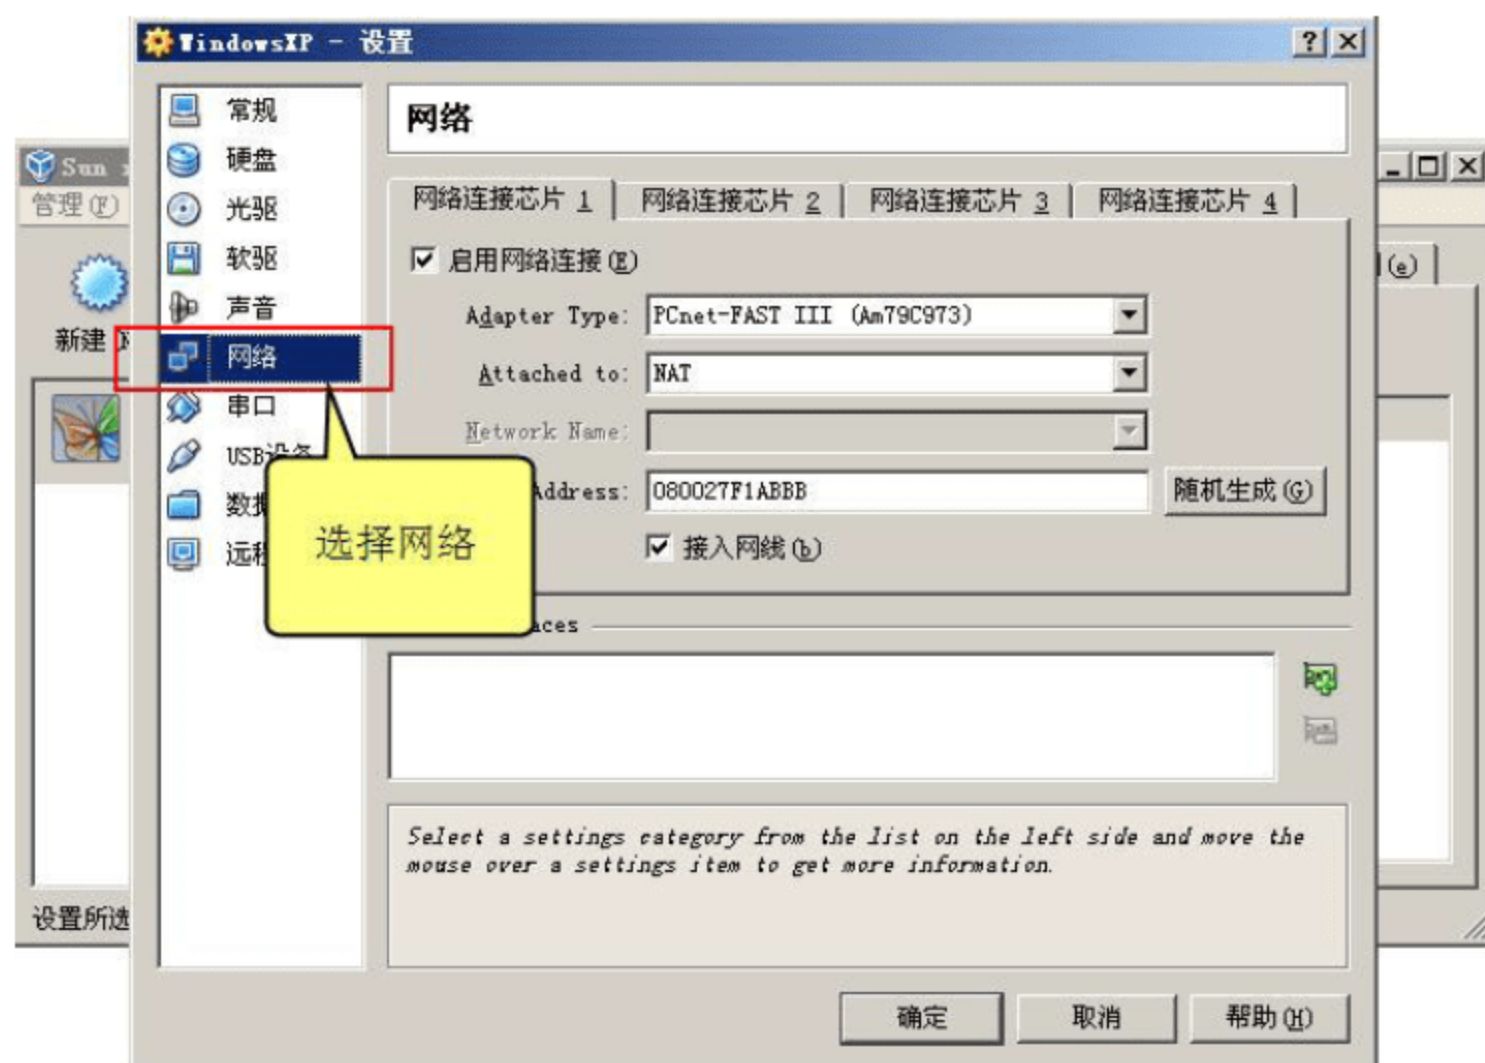 WindowsXP - 设置
Sun
管理(F)
新建
设置所选
(e)
常规
硬盘
光驱
软驱
声音
网络
串口
USB设备
选择网络
网络
网络连接芯片 1
网络连接芯片 2
网络连接芯片 3
网络连接芯片 4
启用网络连接(E)
Adapter Type: PCnet-FAST III (Am79C973)
Attached to: NAT
Network Name:
Address: 080027F1ABBB 随机生成(G)
接入网线(b)
Select a settings category from the list on the left side and move the
mouse over a settings item to get more information.
确定 取消 帮助(H)